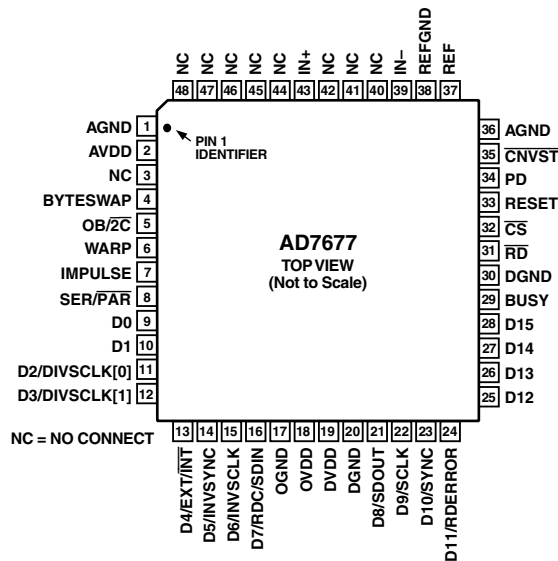 NC
NC
NC
NC
NC
IN+
NC
NC
NC
IN–
REFGND
REF
48 47 46 45 44 43 42 41 40 39 38 37
AGND 1
AVDD 2
NC 3
BYTESWAP 4
OB/2C̅ 5
WARP 6
IMPULSE 7
SER/P̅A̅R̅ 8
D0 9
D1 10
D2/DIVSCLK[0] 11
D3/DIVSCLK[1] 12
PIN 1
IDENTIFIER
AD7677
TOP VIEW
(Not to Scale)
36 AGND
35 C̅N̅V̅S̅T̅
34 PD
33 RESET
32 C̅S̅
31 R̅D̅
30 DGND
29 BUSY
28 D15
27 D14
26 D13
25 D12
NC = NO CONNECT
13 14 15 16 17 18 19 20 21 22 23 24
D4/EXT/I̅N̅T̅
D5/INVSYNC
D6/INVSCLK
D7/RDC/SDIN
OGND
OVDD
DVDD
DGND
D8/SDOUT
D9/SCLK
D10/SYNC
D11/RDERROR